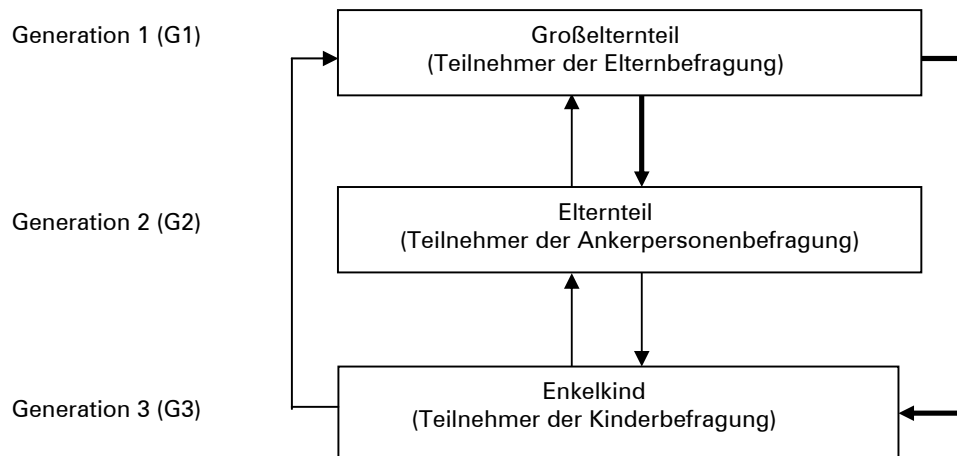 Generation 1 (G1)
Großelternteil
(Teilnehmer der Elternbefragung)
Generation 2 (G2)
Elternteil
(Teilnehmer der Ankerpersonenbefragung)
Generation 3 (G3)
Enkelkind
(Teilnehmer der Kinderbefragung)